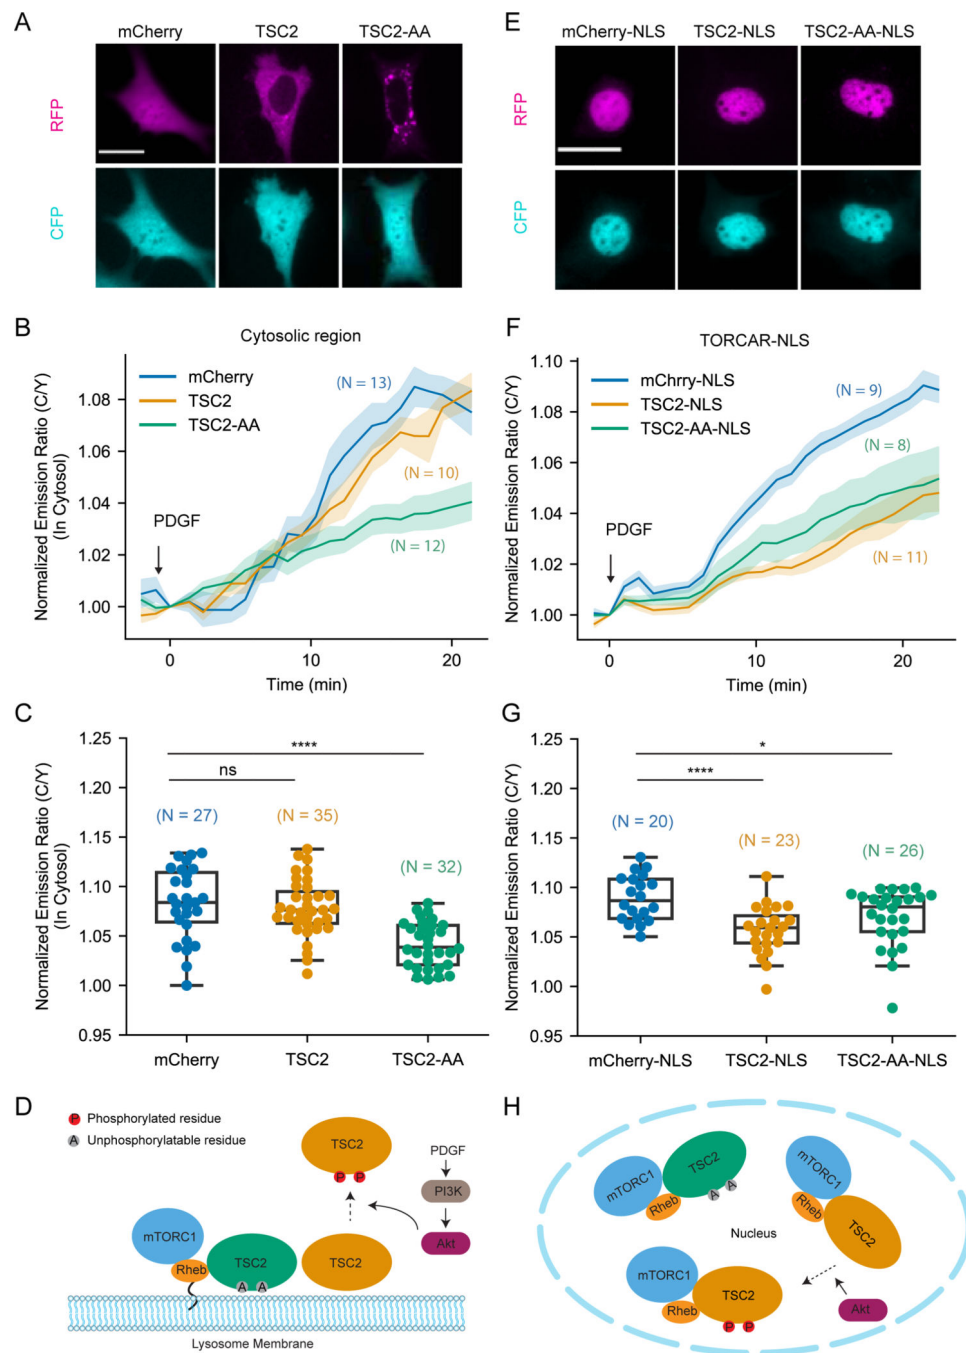 A
mCherry TSC2 TSC2-AA
RFP
CFP
B
Cytosolic region
Normalized Emission Ratio (C/Y)
(In Cytosol)
1.08
1.06
1.04
1.02
1.00
mCherry
TSC2
TSC2-AA
(N = 13)
(N = 10)
(N = 12)
PDGF
0 10 20
Time (min)
C
Normalized Emission Ratio (C/Y)
(In Cytosol)
1.25
1.20
1.15
1.10
1.05
1.00
0.95
****
ns
(N = 27)
(N = 35)
(N = 32)
mCherry TSC2 TSC2-AA
D
P Phosphorylated residue
A Unphosphorylatable residue
TSC2
P P
PDGF
PI3K
Akt
mTORC1
Rheb
TSC2
A A
TSC2
Lysosome Membrane
E
mCherry-NLS TSC2-NLS TSC2-AA-NLS
RFP
CFP
F
TORCAR-NLS
Normalized Emission Ratio (C/Y)
1.10
1.08
1.06
1.04
1.02
1.00
mChrry-NLS
TSC2-NLS
TSC2-AA-NLS
(N = 9)
(N = 8)
(N = 11)
PDGF
0 10 20
Time (min)
G
Normalized Emission Ratio (C/Y)
1.25
1.20
1.15
1.10
1.05
1.00
0.95
*
****
(N = 20)
(N = 23)
(N = 26)
mCherry-NLS TSC2-NLS TSC2-AA-NLS
H
mTORC1
Rheb
TSC2
A A
mTORC1
Rheb
TSC2
Nucleus
mTORC1
Rheb
TSC2
P P
Akt